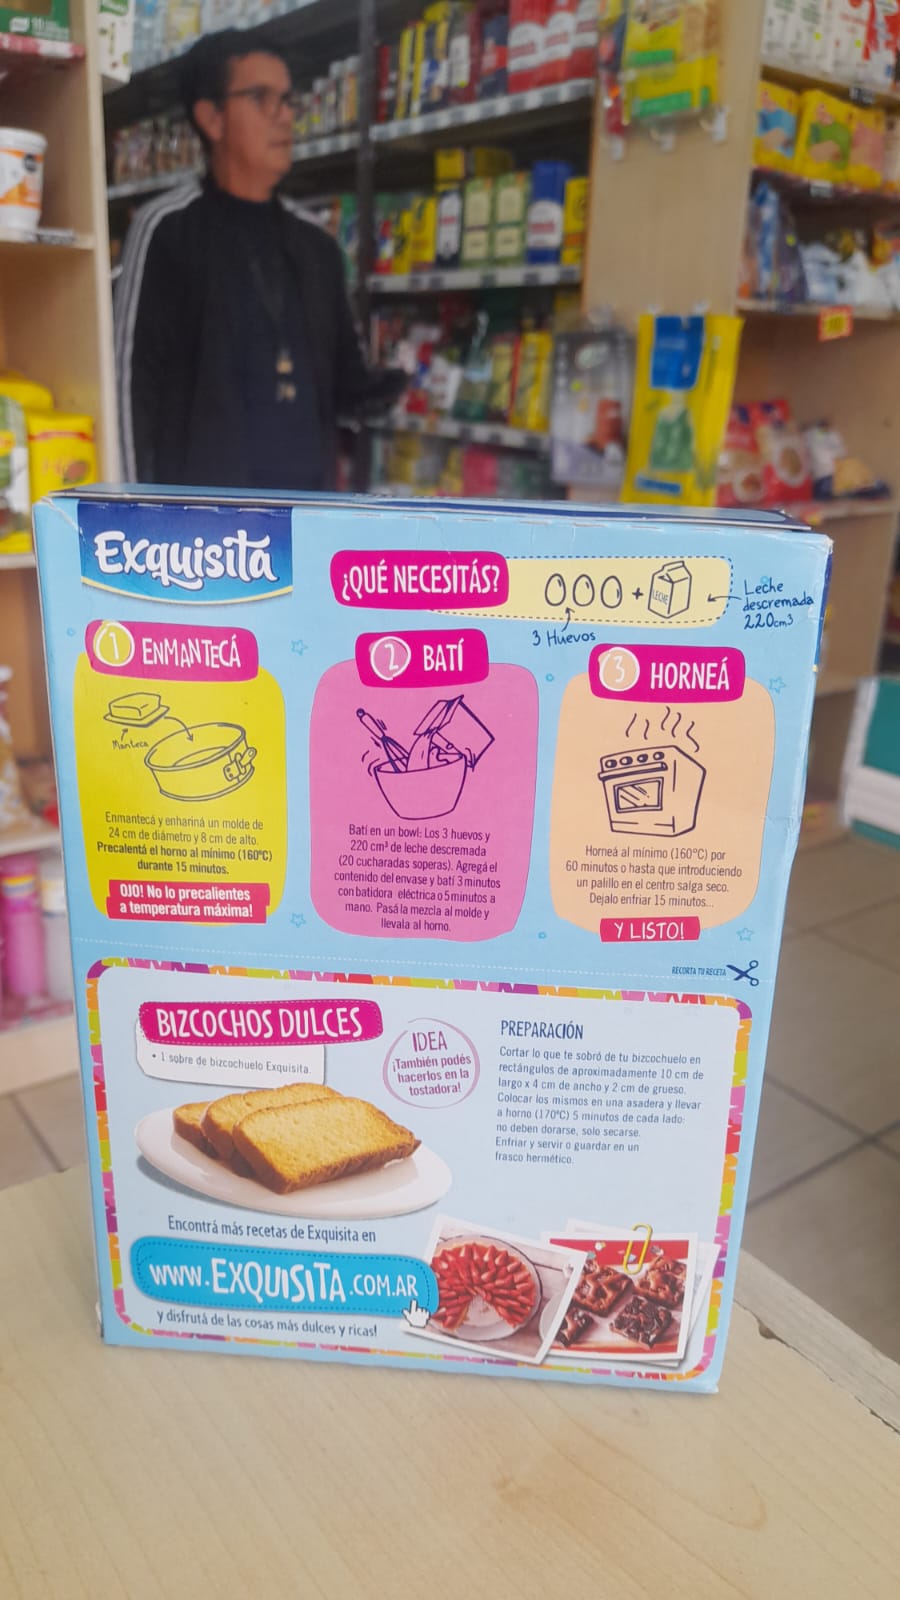 Exquisita
¿QUÉ NECESITÁS?
LECHE
Leche
descremada
220cm³
3 Huevos
1 ENMANTECÁ
Manteca
Enmantecá y enhariná un molde de
24 cm de diámetro y 8 cm de alto.
Precalentá el horno al mínimo (160ºC)
durante 15 minutos.
OJO! No lo precalientes
a temperatura máxima!
2 BATÍ
Batí en un bowl: Los 3 huevos y
220 cm³ de leche descremada
(20 cucharadas soperas). Agregá el
contenido del envase y batí 3 minutos
con batidora eléctrica o 5 minutos a
mano. Pasá la mezcla al molde y
llevala al horno.
3 HORNEÁ
Horneá al mínimo (160ºC) por
60 minutos o hasta que introduciendo
un palillo en el centro salga seco.
Dejalo enfriar 15 minutos...
Y LISTO!
RECORTA TU RECETA
BIZCOCHOS DULCES
• 1 sobre de bizcochuelo Exquisita.
IDEA
¡También podés
hacerlos en la
tostadora!
PREPARACIÓN
Cortar lo que te sobró de tu bizcochuelo en
rectángulos de aproximadamente 10 cm de
largo x 4 cm de ancho y 2 cm de grueso.
Colocar los mismos en una asadera y llevar
a horno (170ºC) 5 minutos de cada lado:
no deben dorarse, solo secarse.
Enfriar y servir o guardar en un
frasco hermético.
Encontrá más recetas de Exquisita en
www.EXQUISITA.COM.AR
y disfrutá de las cosas más dulces y ricas!